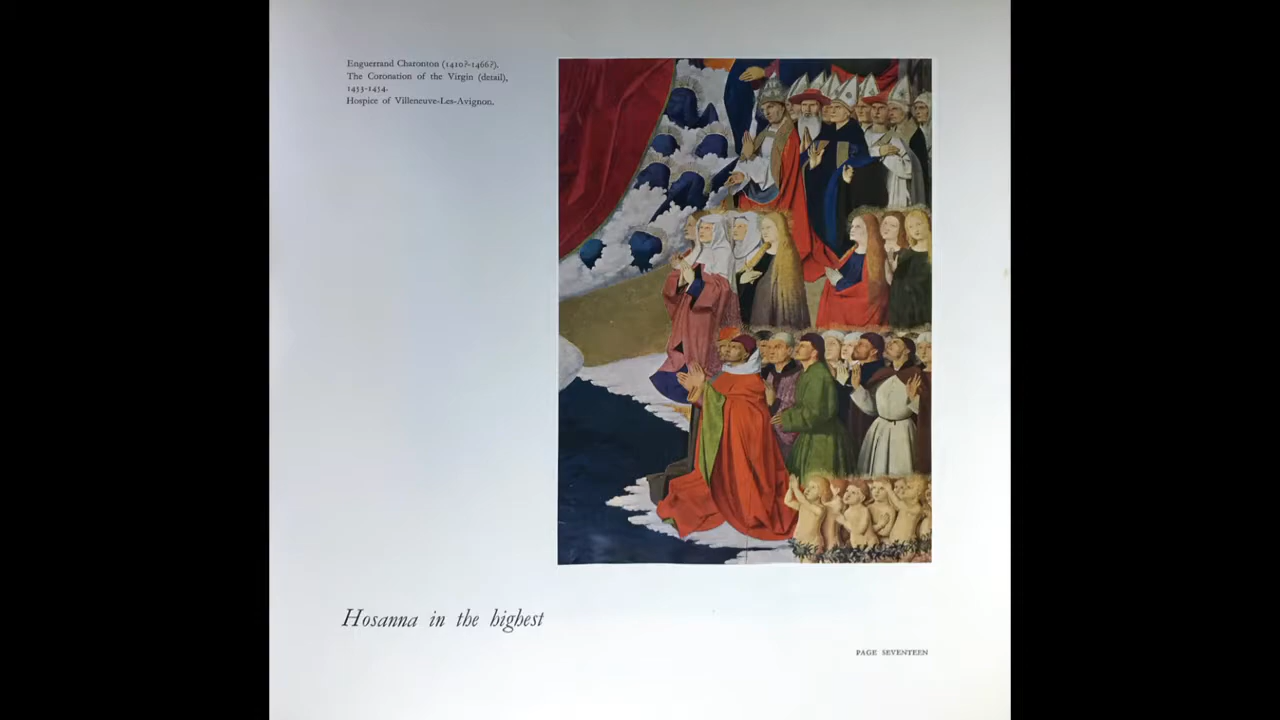 Enguerrand Charonton (1410?-1466?).
The Coronation of the Virgin (detail),
1453-1454.
Hospice of Villeneuve-Les-Avignon.
Hosanna in the highest
PAGE SEVENTEEN